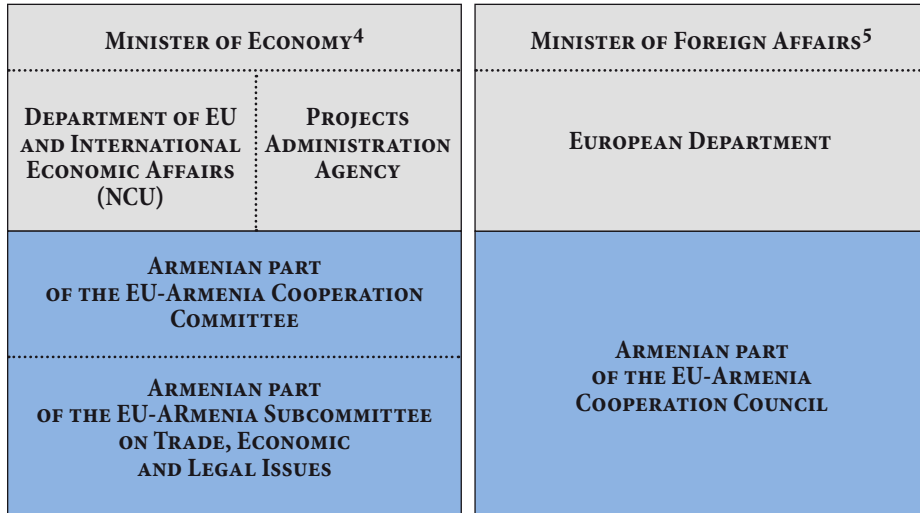 Minister of Economy⁴
Department of EU
and International
Economic Affairs
(NCU)
Projects
Administration
Agency
Armenian part
of the EU-Armenia Cooperation
Committee
Armenian part
of the EU-ARmenia Subcommittee
on Trade, Economic
and Legal Issues
Minister of Foreign Affairs⁵
European Department
Armenian part
of the EU-Armenia
Cooperation Council